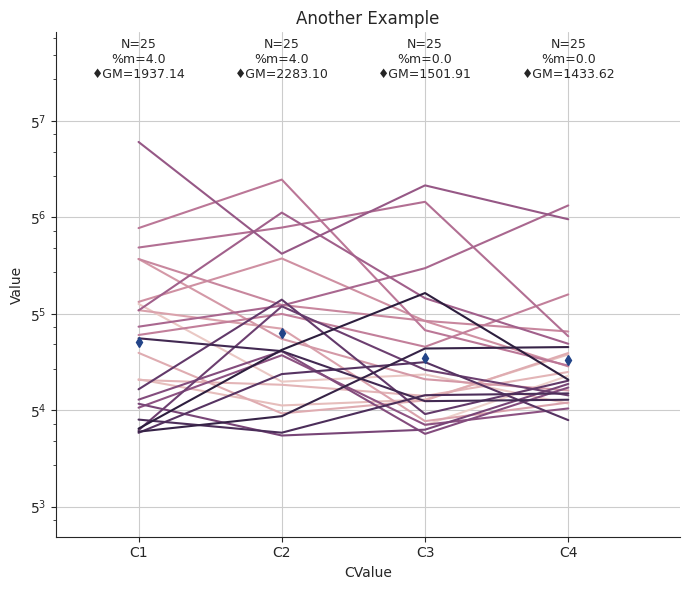 Another Example
N=25 N=25 N=25 N=25
%m=4.0 %m=4.0 %m=0.0 %m=0.0
♦GM=1937.14 ♦GM=2283.10 ♦GM=1501.91 ♦GM=1433.62
5⁷
5⁶
5⁵
5⁴
5³
Value
C1 C2 C3 C4
CValue